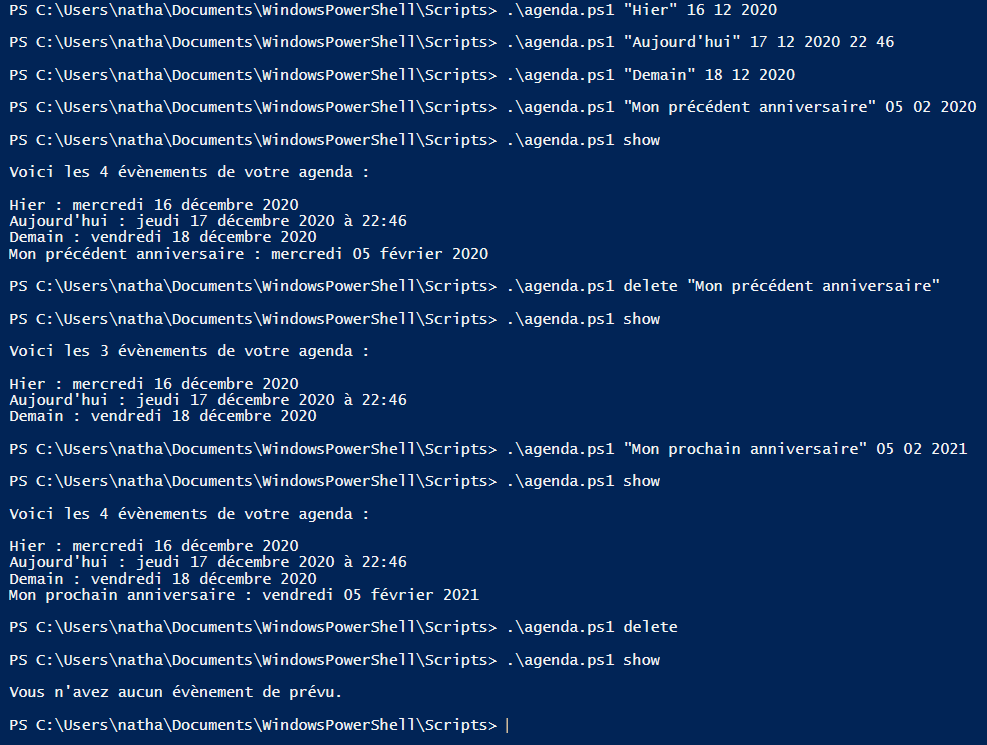 PS C:\Users\natha\Documents\WindowsPowerShell\Scripts> .\agenda.ps1 "Hier" 16 12 2020
PS C:\Users\natha\Documents\WindowsPowerShell\Scripts> .\agenda.ps1 "Aujourd'hui" 17 12 2020 22 46
PS C:\Users\natha\Documents\WindowsPowerShell\Scripts> .\agenda.ps1 "Demain" 18 12 2020
PS C:\Users\natha\Documents\WindowsPowerShell\Scripts> .\agenda.ps1 "Mon précédent anniversaire" 05 02 2020
PS C:\Users\natha\Documents\WindowsPowerShell\Scripts> .\agenda.ps1 show
Voici les 4 évènements de votre agenda :
Hier : mercredi 16 décembre 2020
Aujourd'hui : jeudi 17 décembre 2020 à 22:46
Demain : vendredi 18 décembre 2020
Mon précédent anniversaire : mercredi 05 février 2020
PS C:\Users\natha\Documents\WindowsPowerShell\Scripts> .\agenda.ps1 delete "Mon précédent anniversaire"
PS C:\Users\natha\Documents\WindowsPowerShell\Scripts> .\agenda.ps1 show
Voici les 3 évènements de votre agenda :
Hier : mercredi 16 décembre 2020
Aujourd'hui : jeudi 17 décembre 2020 à 22:46
Demain : vendredi 18 décembre 2020
PS C:\Users\natha\Documents\WindowsPowerShell\Scripts> .\agenda.ps1 "Mon prochain anniversaire" 05 02 2021
PS C:\Users\natha\Documents\WindowsPowerShell\Scripts> .\agenda.ps1 show
Voici les 4 évènements de votre agenda :
Hier : mercredi 16 décembre 2020
Aujourd'hui : jeudi 17 décembre 2020 à 22:46
Demain : vendredi 18 décembre 2020
Mon prochain anniversaire : vendredi 05 février 2021
PS C:\Users\natha\Documents\WindowsPowerShell\Scripts> .\agenda.ps1 delete
PS C:\Users\natha\Documents\WindowsPowerShell\Scripts> .\agenda.ps1 show
Vous n'avez aucun évènement de prévu.
PS C:\Users\natha\Documents\WindowsPowerShell\Scripts>